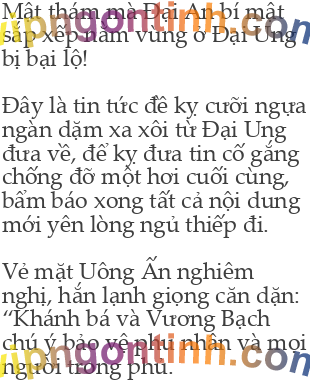 Mật thám mà Đại An bí mật
sắp xếp nằm vùng ở Đại Ung
bị bại lộ!
Đây là tin tức đề kỵ cưỡi ngựa
ngàn dặm xa xôi từ Đại Ung
đưa về, để kỵ đưa tin cố gắng
chống đỡ một hơi cuối cùng,
bẩm báo xong tất cả nội dung
mới yên lòng ngủ thiếp đi.
Vẻ mặt Uông Ấn nghiêm
nghị, hắn lạnh giọng căn dặn:
“Khánh bá và Vương Bạch
chú ý bảo vệ phu nhân và mọi
người trong phủ.
vipngontinh.com
vipngontinh.com